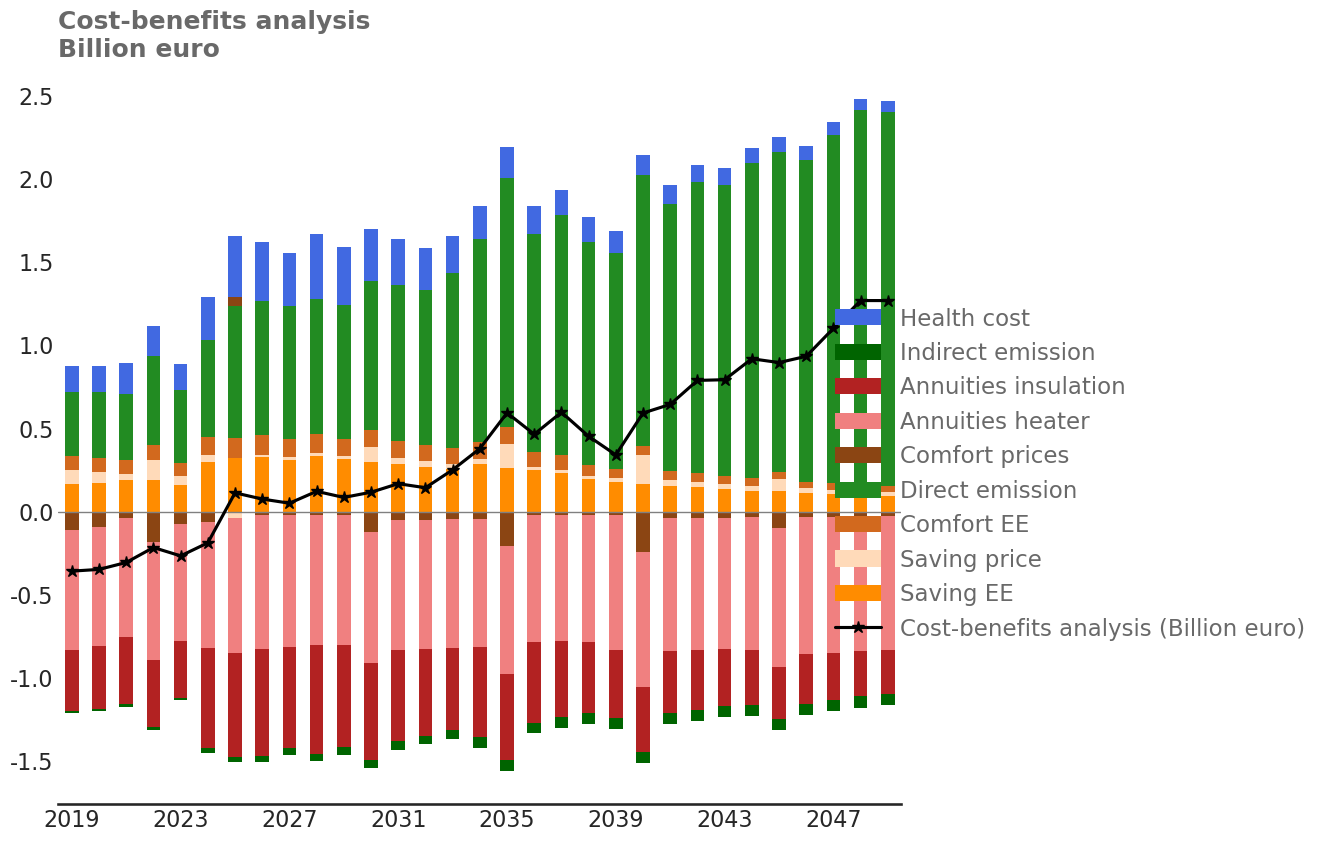 Cost-benefits analysis
Billion euro
2.5
2.0
1.5
1.0
0.5
0.0
-0.5
-1.0
-1.5
2019 2023 2027 2031 2035 2039 2043 2047
Health cost
Indirect emission
Annuities insulation
Annuities heater
Comfort prices
Direct emission
Comfort EE
Saving price
Saving EE
Cost-benefits analysis (Billion euro)